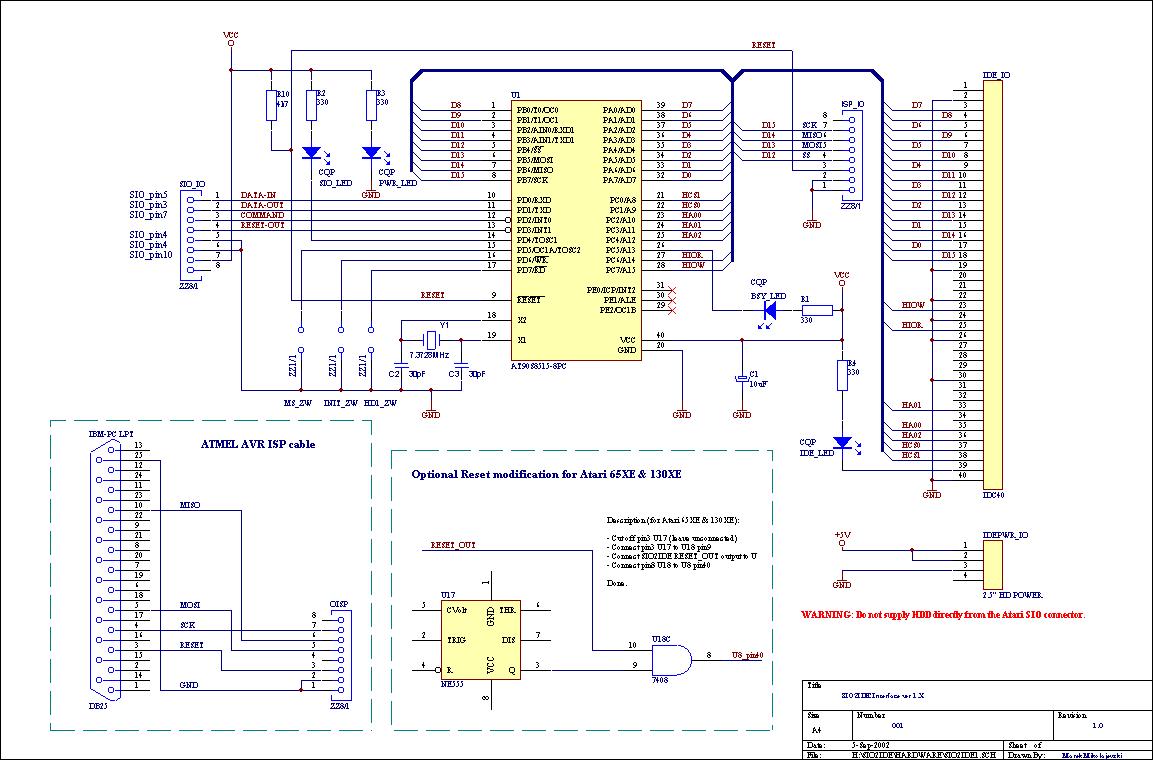 VCC
RESET
IDE_IO
R10
4k7
R2
330
R3
330
U1
ISP_IO
D8 1 PB0/T0/OC0 PA0/AD0 39 D7
D9 2 PB1/T1/OC1 PA1/AD1 38 D6
D10 3 PB2/AIN0/RXD1 PA2/AD2 37 D5
D11 4 PB3/AIN1/TXD1 PA3/AD3 36 D4
D12 5 PB4/SS PA4/AD4 35 D3
D13 6 PB5/MOSI PA5/AD5 34 D2
D14 7 PB6/MISO PA6/AD6 33 D1
D15 8 PB7/SCK PA7/AD7 32 D0
8
D15 SCK 7
D14 MISO 6
D13 MOSI 5
D12 SS 4
3
2
1
ZZ8/1
GND
CQP
SIO_LED
CQP
PWR_LED
GND
SIO_IO
SIO_pin5 1 DATA-IN 10 PD0/RXD PC0/A8 21 HCS1
SIO_pin3 2 DATA-OUT 11 PD1/TXD PC1/A9 22 HCS0
SIO_pin7 3 COMMAND 12 PD2/INT0 PC2/A10 23 HA00
4 RESET-OUT 13 PD3/INT1 PC3/A11 24 HA01
SIO_pin4 5 14 PD4/TOSC1 PC4/A12 25 HA02
SIO_pin4 6 15 PD5/OC1A/TOSC2 PC5/A13 26
SIO_pin10 7 16 PD6/WR PC6/A14 27 HIOR
8 17 PD7/RD PC7/A15 28 HIOW
ZZ8/1
PE0/ICP/INT2 31
RESET 9 RESET PE1/ALE 30
PE2/OC1B 29
18 X2
19 X1 VCC 40
GND 20
AT90S8515-8PC
Y1
7.3728MHz
C2 30pF
C3 30pF
ZZ1/1
ZZ1/1
ZZ1/1
MS_ZW INIT_ZW HD1_ZW
GND
GND
GND
C1
10uF
CQP
BSY_LED
R1
330
VCC
R4
330
CQP
IDE_LED
1
2
D7 3
D8 4
D6 5
D9 6
D5 7
D10 8
D4 9
D11 10
D3 11
D12 12
D2 13
D13 14
D1 15
D14 16
D0 17
D15 18
19
20
21
22
HIOW 23
24
HIOR 25
26
27
28
29
30
31
32
HA01 33
34
HA00 35
HA02 36
HCS0 37
HCS1 38
39
40
GND
IDC40
ATMEL AVR ISP cable
IBM-PC LPT
13
25
12
24
11
23
10 MISO
22
9
21
8
20
7
19
6
18
5 MOSI
17
4 SCK
16
3 RESET
15
2
14
1 GND
DB25
OISP
8
7
6
5
4
3
2
1
ZZ8/1
Optional Reset modification for Atari 65XE & 130XE
Description (for Atari 65XE & 130XE):
- Cut off pin3 U17 (leave unconnected)
- Connect pin3 U17 to U18 pin9
- Connect SIO2IDE RESET_OUT output to U
- Connect pin8 U18 to U8 pin40
Done.
RESET_OUT
1
U17
5 CVolt GND THR 6
2 TRIG DIS 7
4 R VCC Q 3
NE555
8
U18C
10
9
8 U8_pin40
7408
+5V
GND
IDEPWR_IO
1
2
3
4
2.5" HD POWER
WARNING: Do not supply HDD directly from the Atari SIO connector.
Title
SIO2IDE Interface ver 1.X
Size Number Revision
A4 001 1.0
Date: 5-Sep-2002 Sheet of
File: H:\SIO2IDE\HARDWARE\SIO2IDE1.SCH Drawn By: